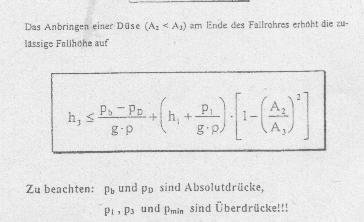 Das Anbringen einer Düse (A₂ < A₃) am Ende des Fallrohres erhöht die zu-
lässige Fallhöhe auf
h₃ ≤ (p_b − p_D)/(g·ρ) + (h₁ + p₁/(g·ρ)) · [1 − (A₂/A₃)²]
Zu beachten: p_b und p_D sind Absolutdrücke,
p₁ , p₃ und p_min sind Überdrücke!!!